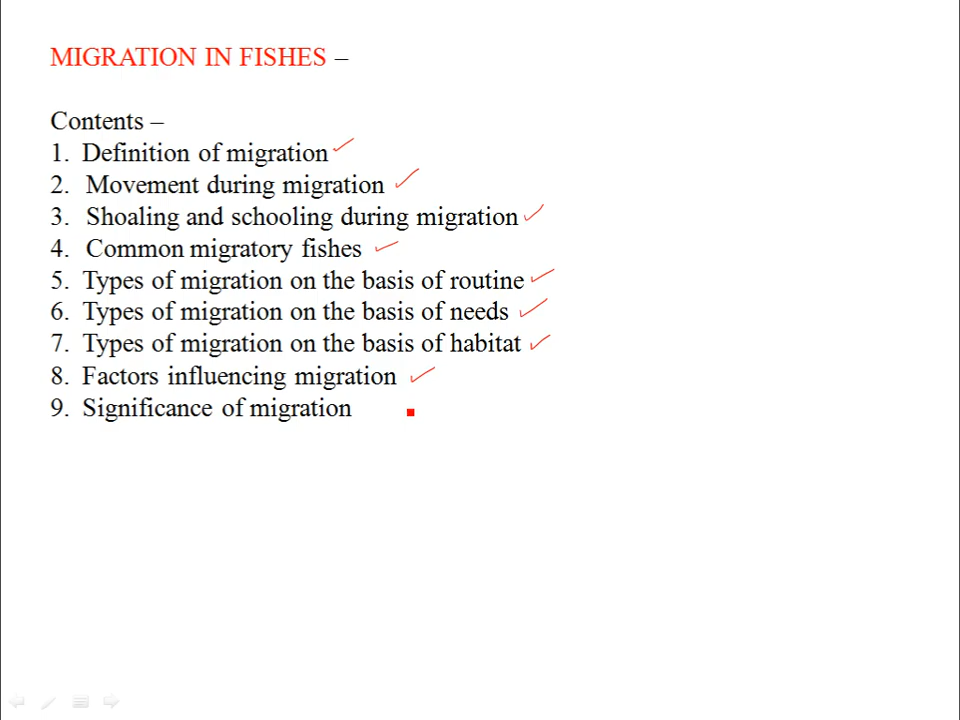 MIGRATION IN FISHES –
Contents –
1. Definition of migration
2. Movement during migration
3. Shoaling and schooling during migration
4. Common migratory fishes
5. Types of migration on the basis of routine
6. Types of migration on the basis of needs
7. Types of migration on the basis of habitat
8. Factors influencing migration
9. Significance of migration